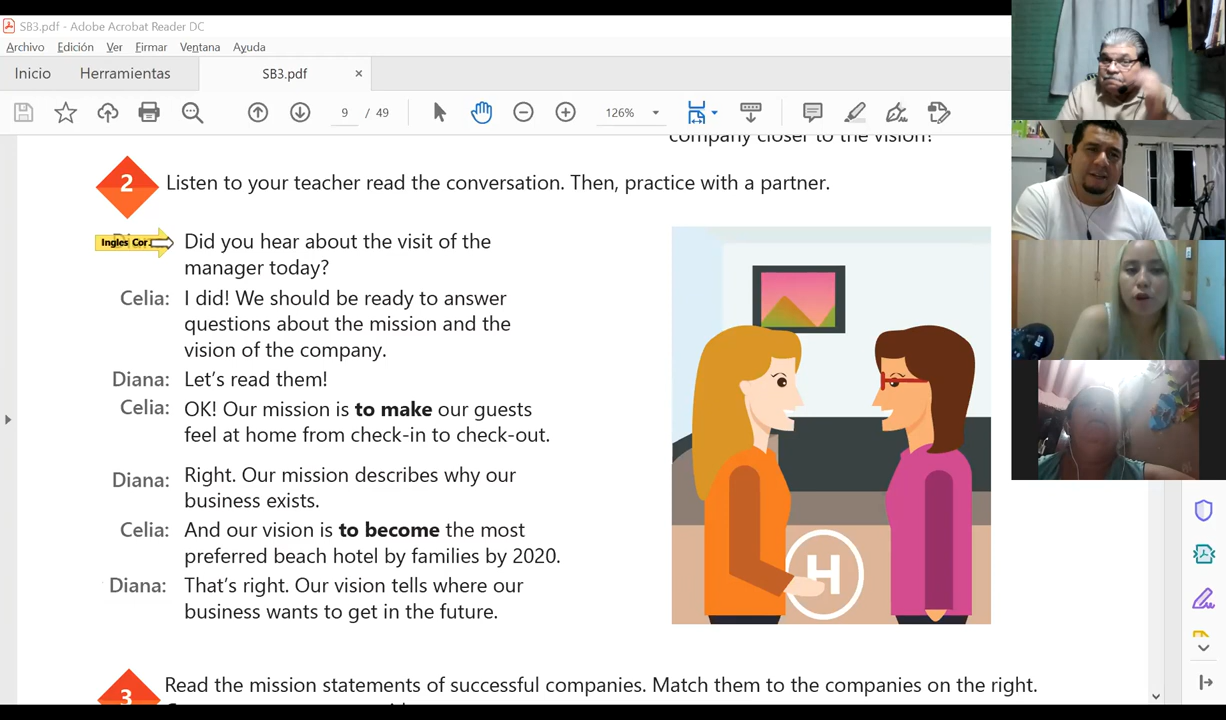 SB3.pdf - Adobe Acrobat Reader DC
Archivo Edición Ver Firmar Ventana Ayuda
Inicio Herramientas SB3.pdf ×
9 / 49 126%
company closer to the vision?
2 Listen to your teacher read the conversation. Then, practice with a partner.
Ingles Cor... Did you hear about the visit of the
manager today?
Celia: I did! We should be ready to answer
questions about the mission and the
vision of the company.
Diana: Let's read them!
Celia: OK! Our mission is to make our guests
feel at home from check-in to check-out.
Diana: Right. Our mission describes why our
business exists.
Celia: And our vision is to become the most
preferred beach hotel by families by 2020.
Diana: That's right. Our vision tells where our
business wants to get in the future.
H
3 Read the mission statements of successful companies. Match them to the companies on the right.